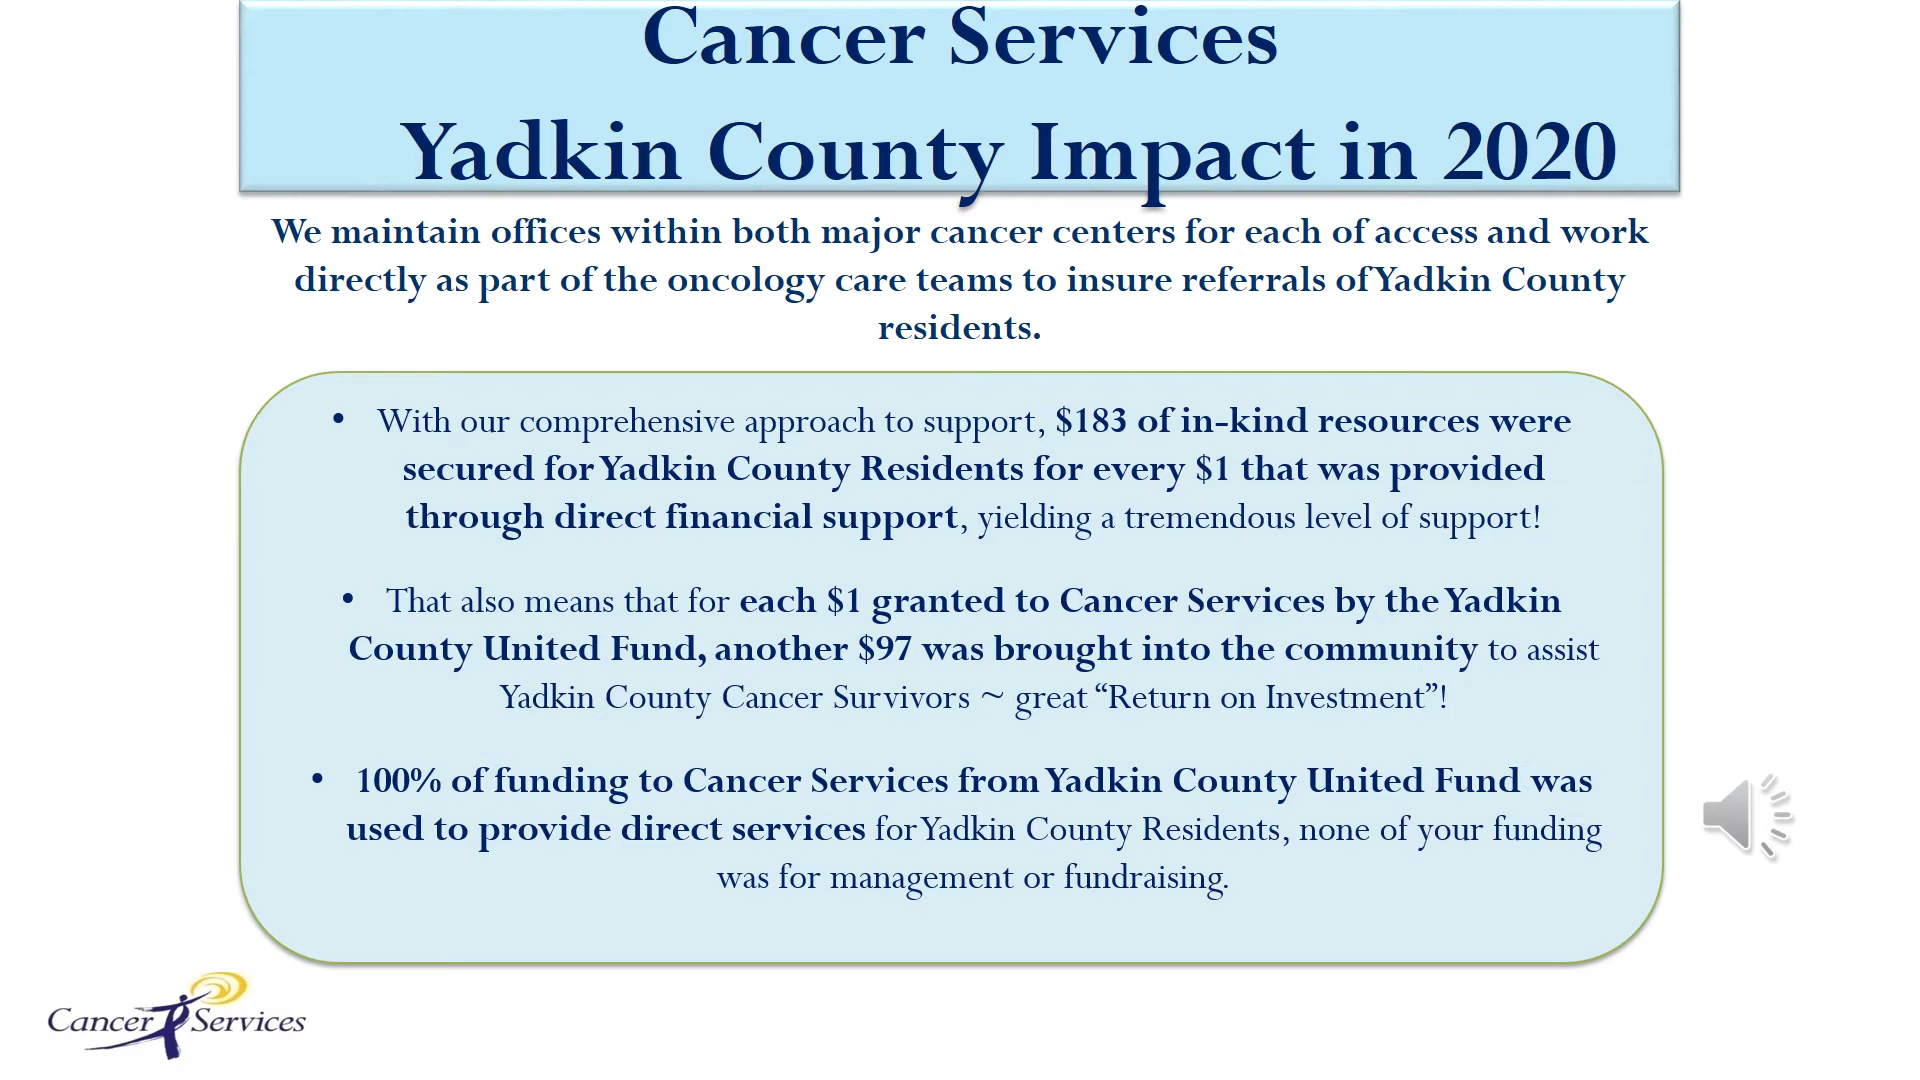 Cancer Services
Yadkin County Impact in 2020
We maintain offices within both major cancer centers for each of access and work
directly as part of the oncology care teams to insure referrals of Yadkin County
residents.
• With our comprehensive approach to support, $183 of in-kind resources were
secured for Yadkin County Residents for every $1 that was provided
through direct financial support, yielding a tremendous level of support!
• That also means that for each $1 granted to Cancer Services by the Yadkin
County United Fund, another $97 was brought into the community to assist
Yadkin County Cancer Survivors ~ great “Return on Investment”!
• 100% of funding to Cancer Services from Yadkin County United Fund was
used to provide direct services for Yadkin County Residents, none of your funding
was for management or fundraising.
Cancer Services